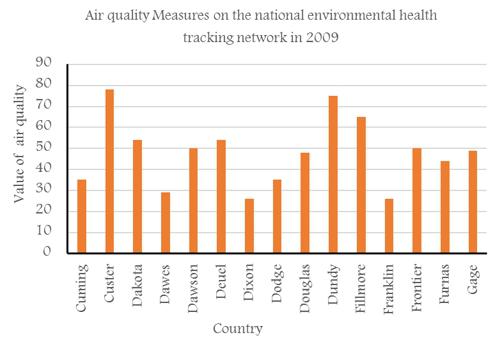 Air quality Measures on the national environmental health
tracking network in 2009
Value of air quality
90
80
70
60
50
40
30
20
10
0
Cuming
Custer
Dakota
Dawes
Dawson
Deuel
Dixon
Dodge
Douglas
Dundy
Fillmore
Franklin
Frontier
Furnas
Gage
Country